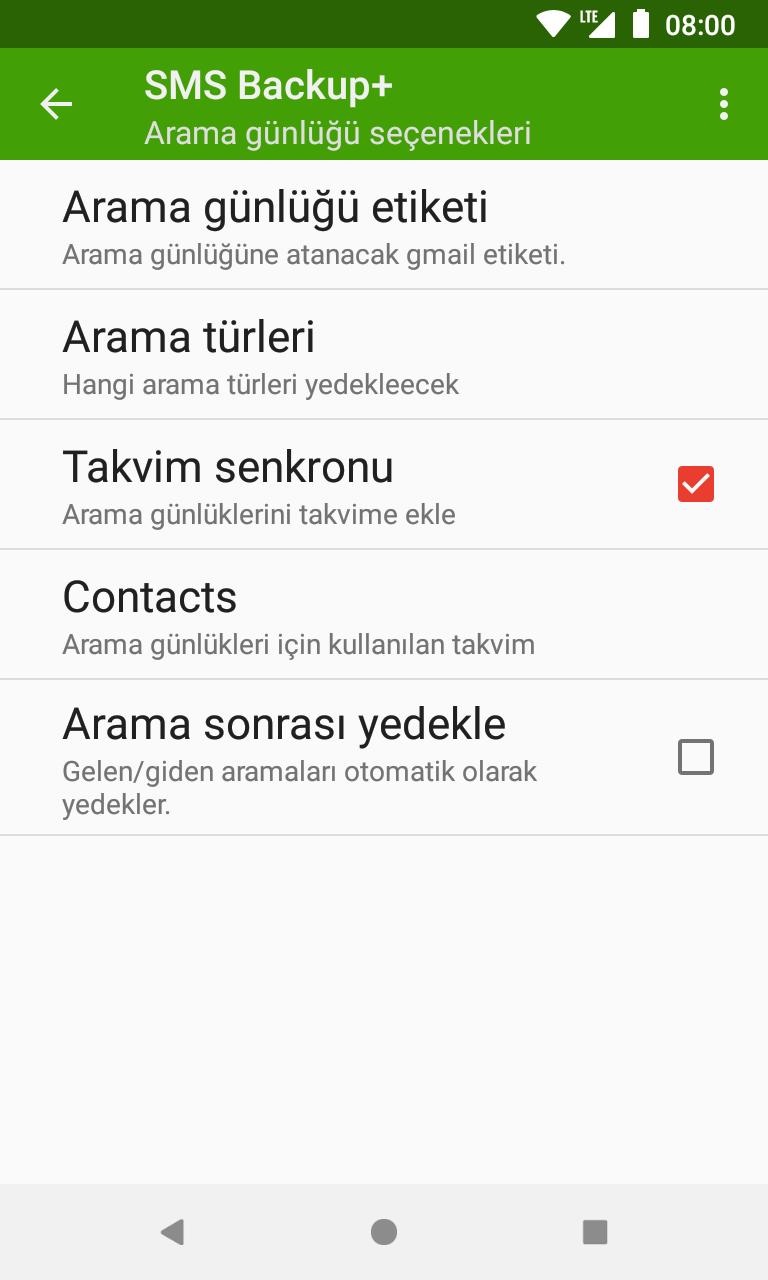 LTE 08:00
SMS Backup+
Arama günlüğü seçenekleri
Arama günlüğü etiketi
Arama günlüğüne atanacak gmail etiketi.
Arama türleri
Hangi arama türleri yedekleecek
Takvim senkronu
Arama günlüklerini takvime ekle
Contacts
Arama günlükleri için kullanılan takvim
Arama sonrası yedekle
Gelen/giden aramaları otomatik olarak
yedekler.